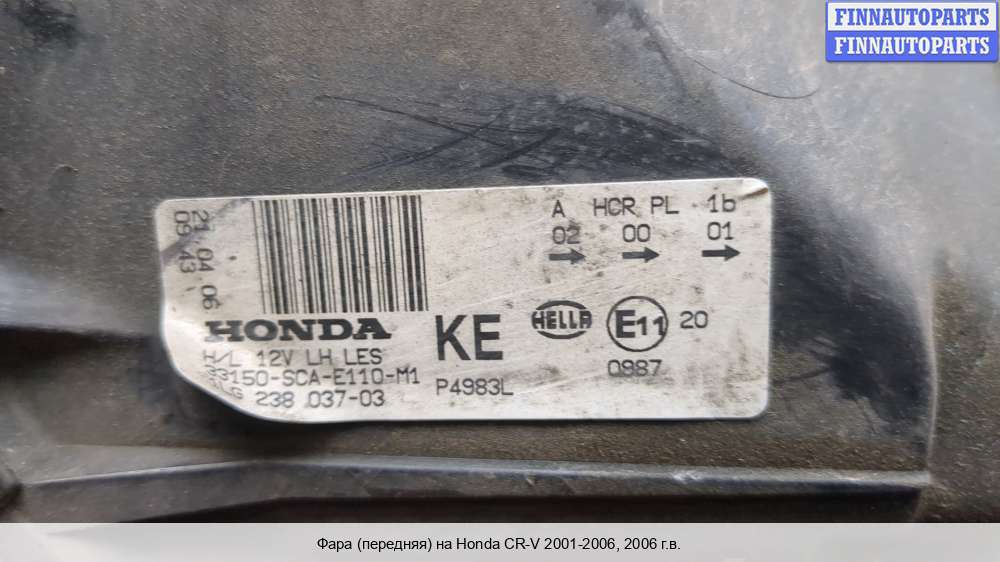 FINNAUTOPARTS
FINNAUTOPARTS
21.04.06
09:43
A HCR PL 1b
02 00 01
HONDA
KE
HELLA
E11 20
H/L 12V LH LES
33150-SCA-E110-M1
P4983L
0987
238 037-03
Фара (передняя) на Honda CR-V 2001-2006, 2006 г.в.